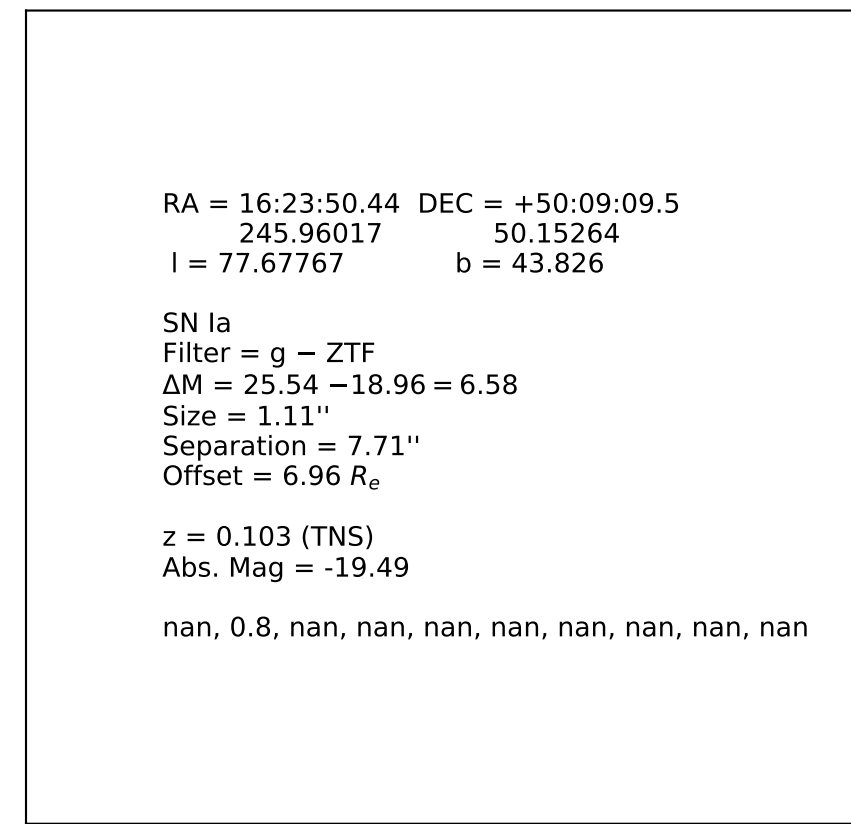 RA = 16:23:50.44 DEC = +50:09:09.5
245.96017 50.15264
l = 77.67767 b = 43.826
SN Ia
Filter = g − ZTF
ΔM = 25.54 −18.96 = 6.58
Size = 1.11''
Separation = 7.71''
Offset = 6.96 Rₑ
z = 0.103 (TNS)
Abs. Mag = -19.49
nan, 0.8, nan, nan, nan, nan, nan, nan, nan, nan